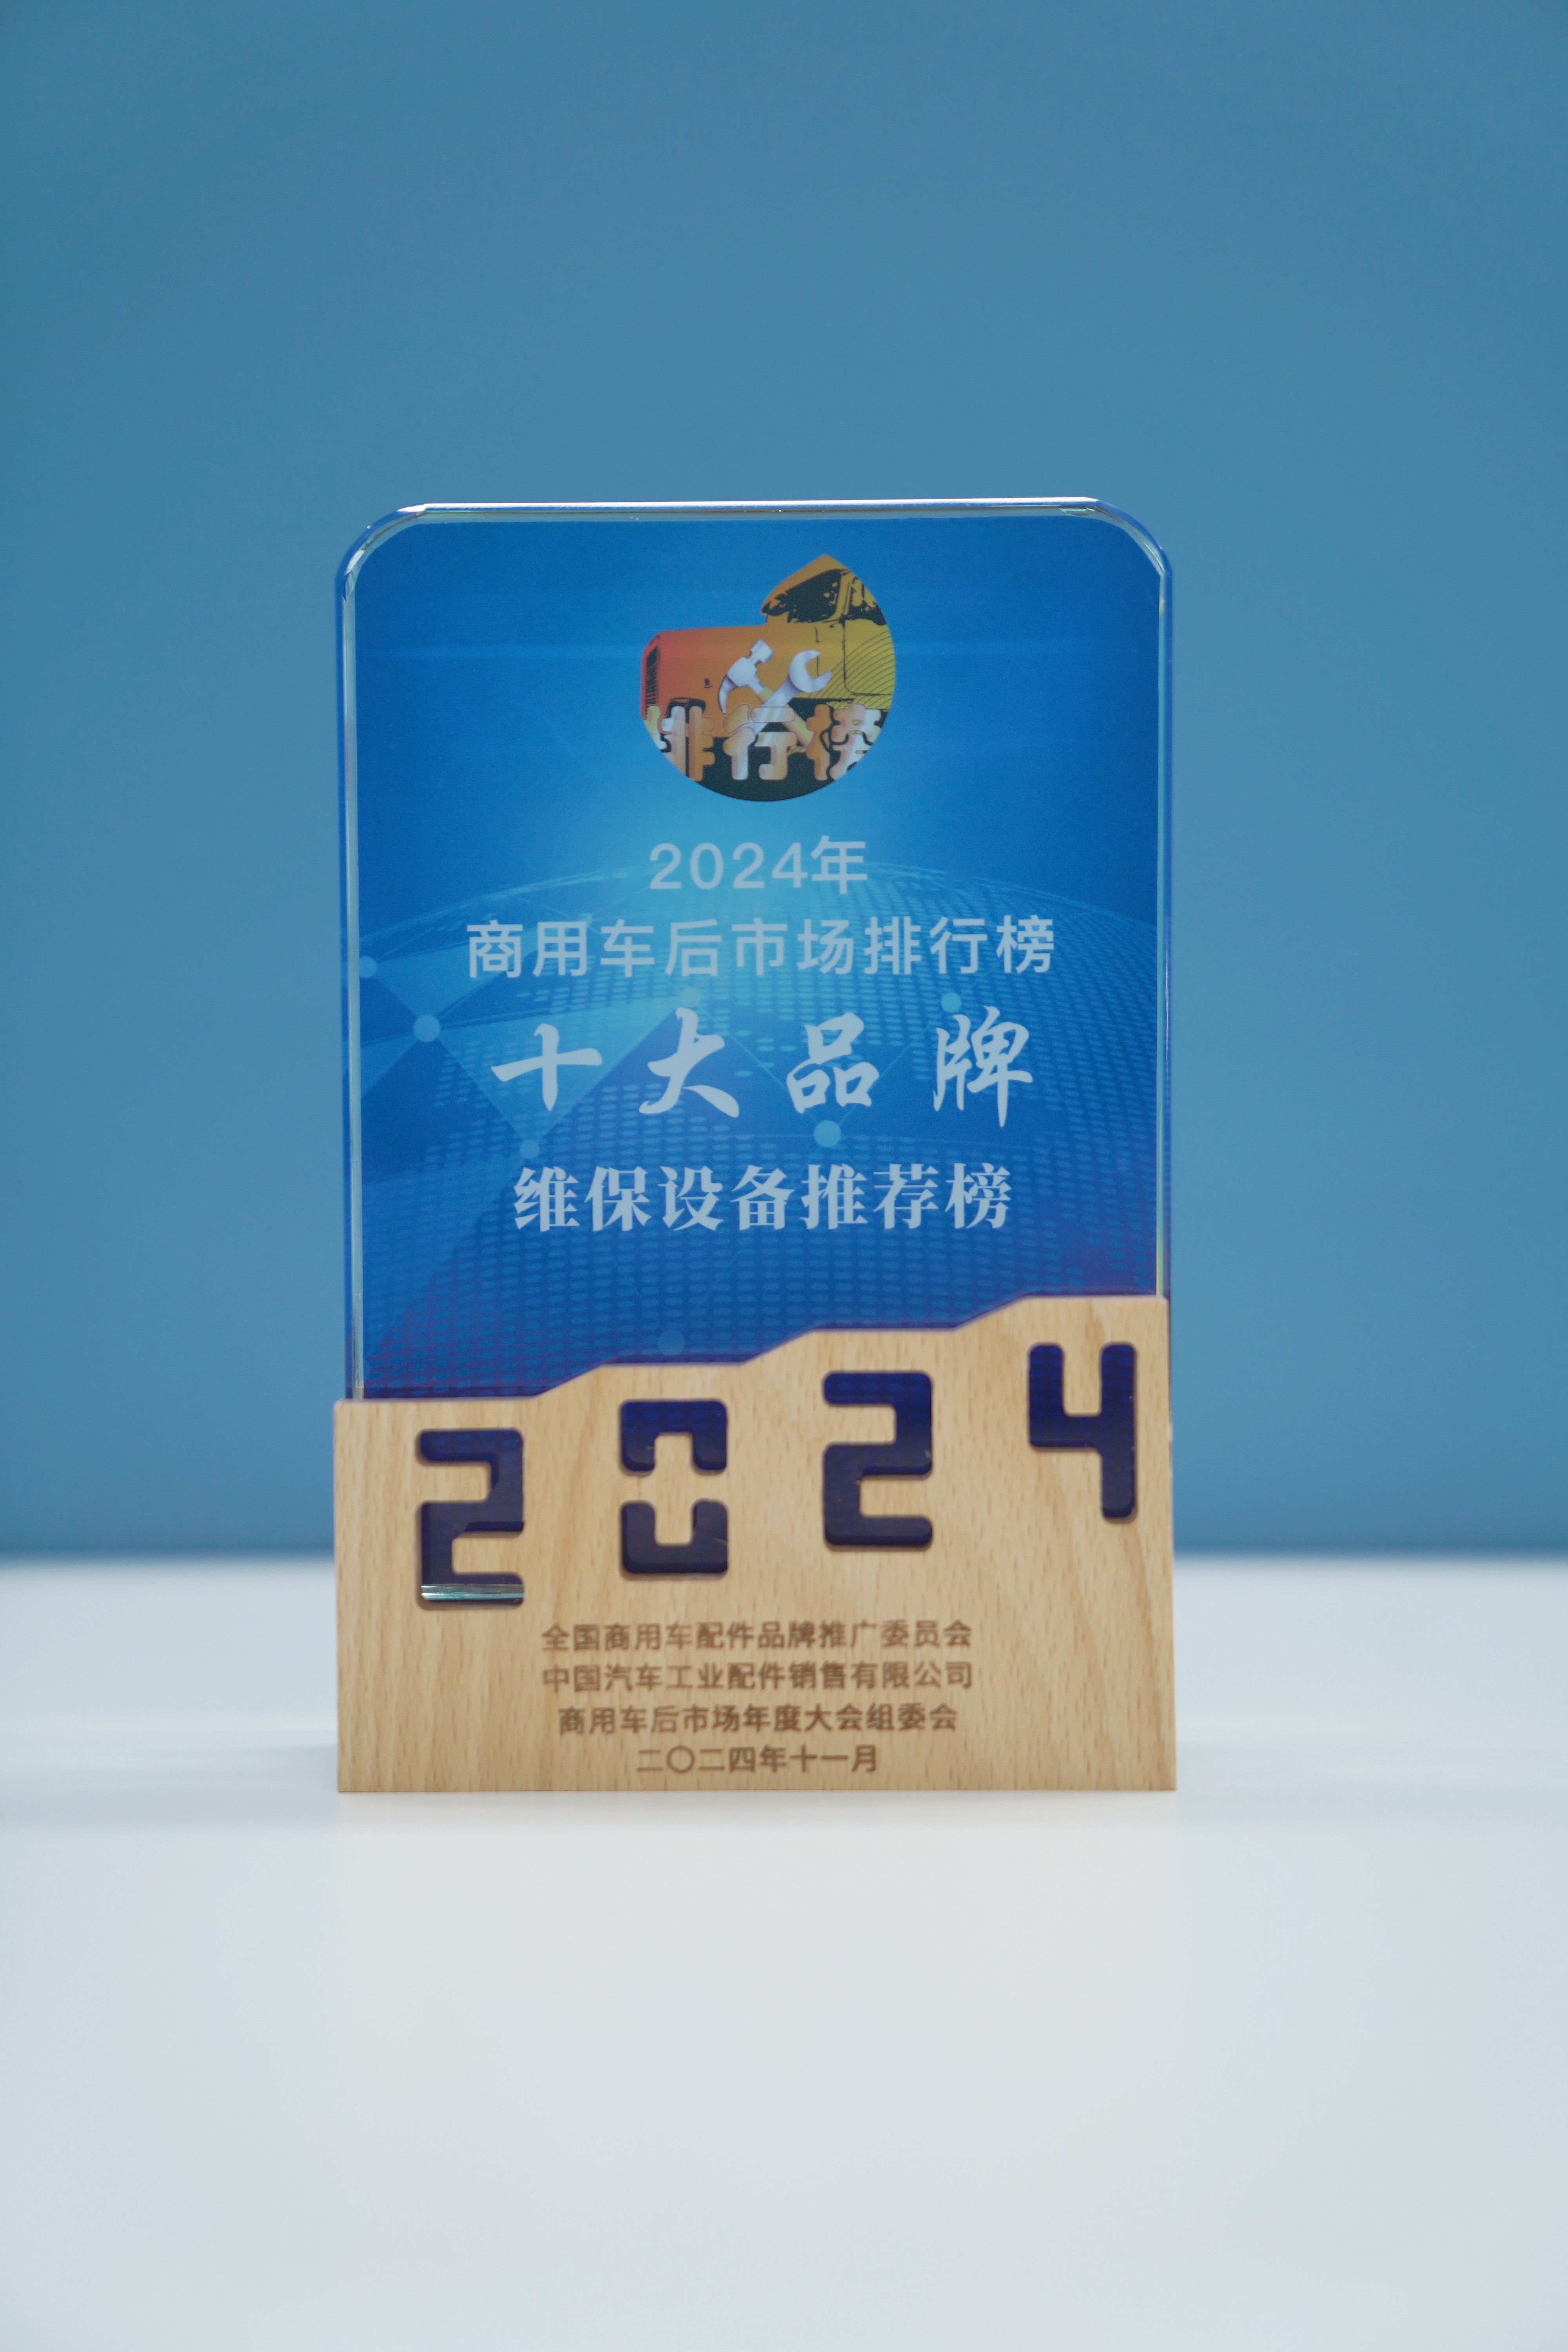 排行榜
2024年
商用车后市场排行榜
十大品牌
维保设备推荐榜
2024
全国商用车配件品牌推广委员会
中国汽车工业配件销售有限公司
商用车后市场年度大会组委会
二〇二四年十一月